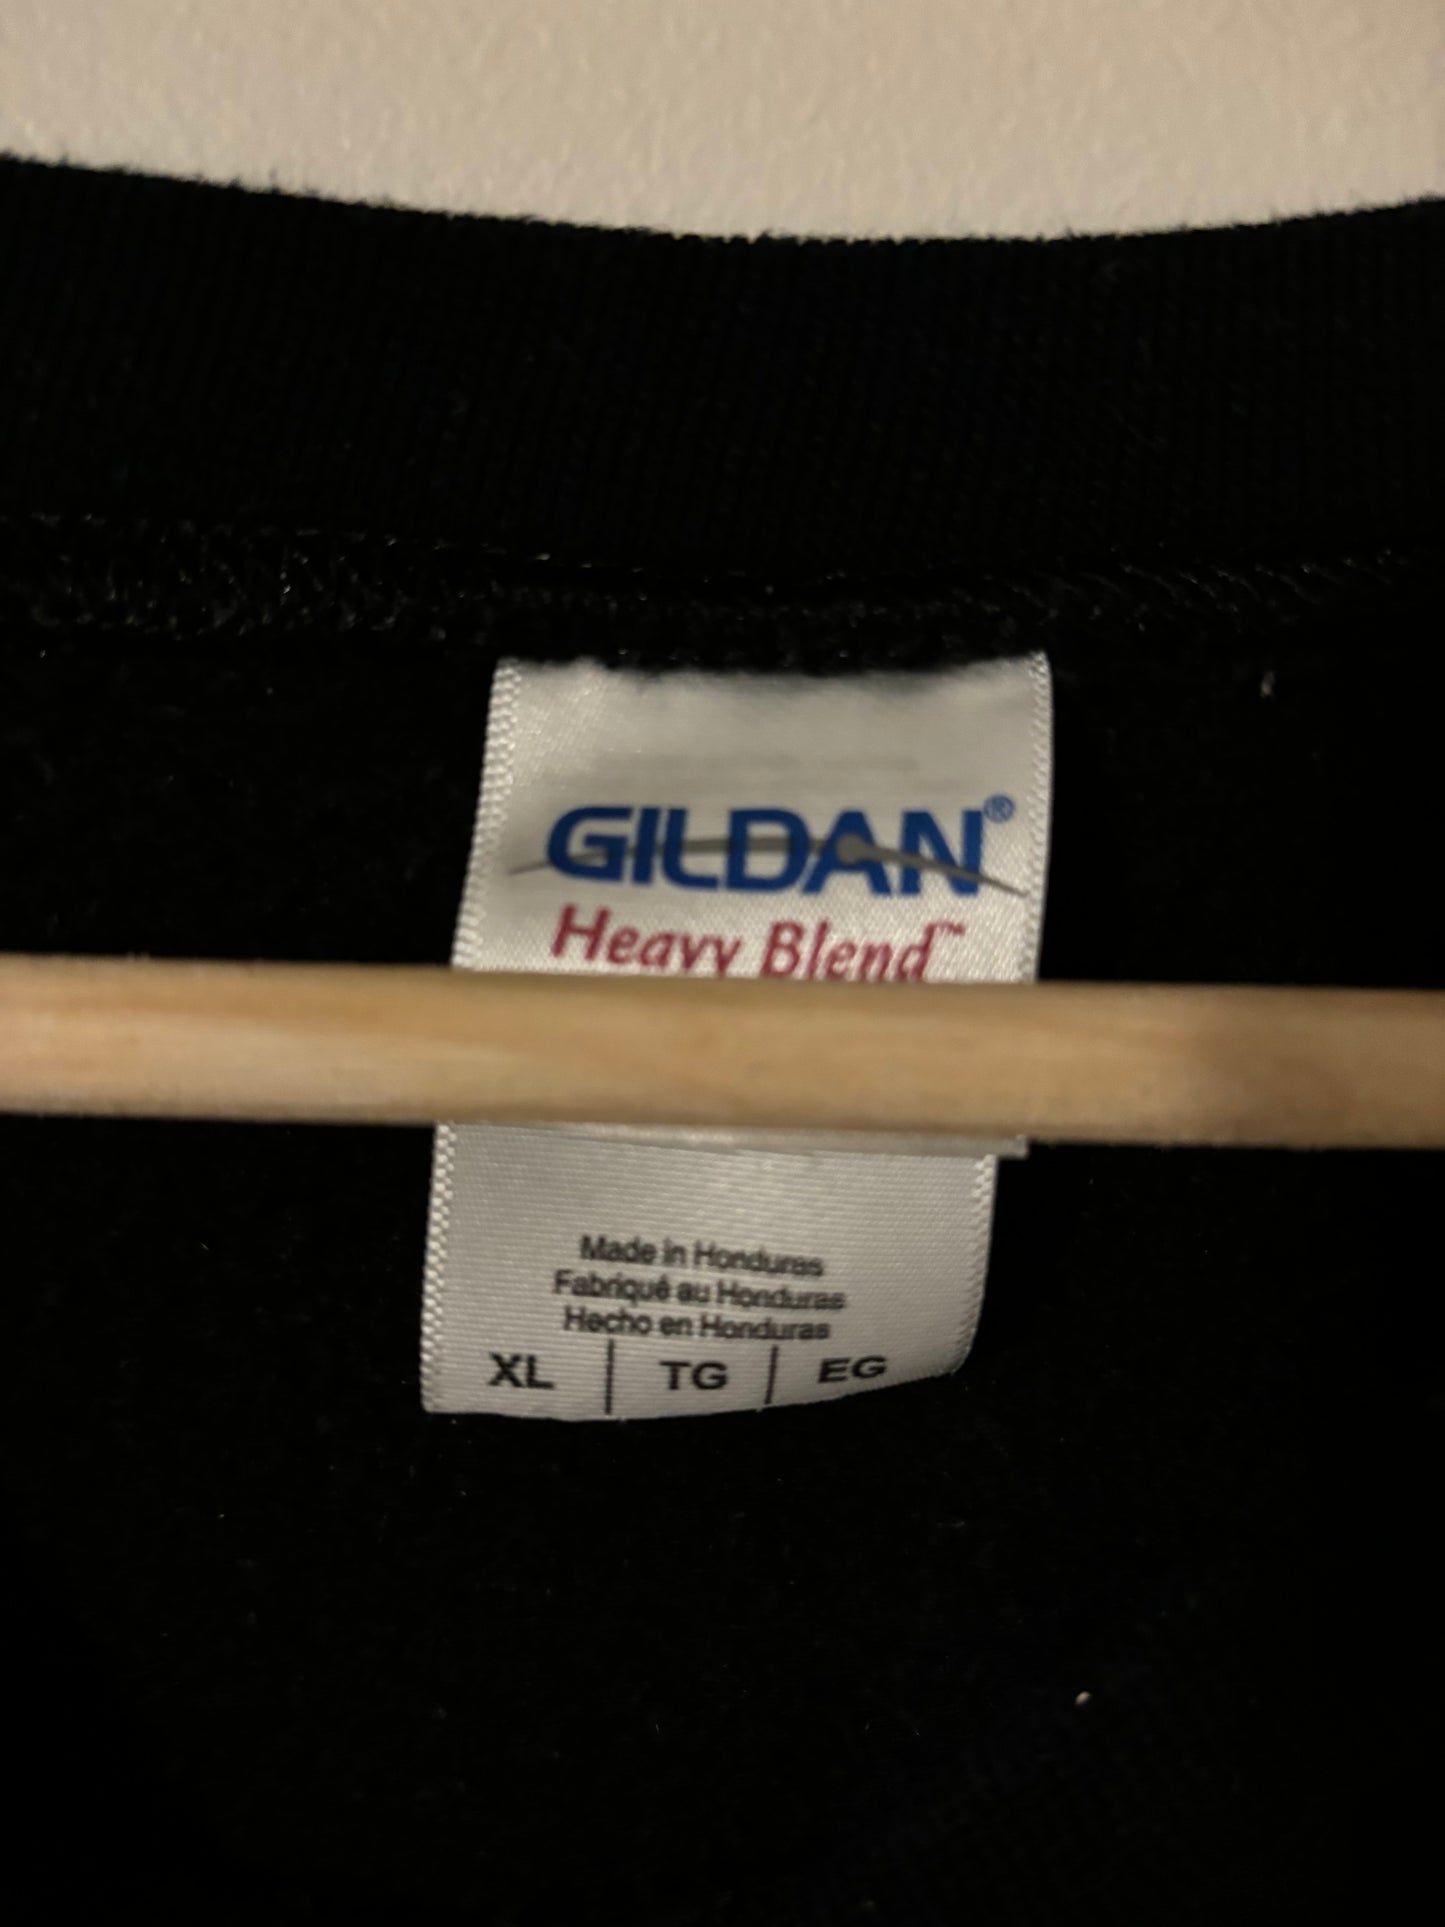 GILDAN®
Heavy Blend™
Made in Honduras
Fabriqué au Honduras
Hecho en Honduras
XL | TG | EG